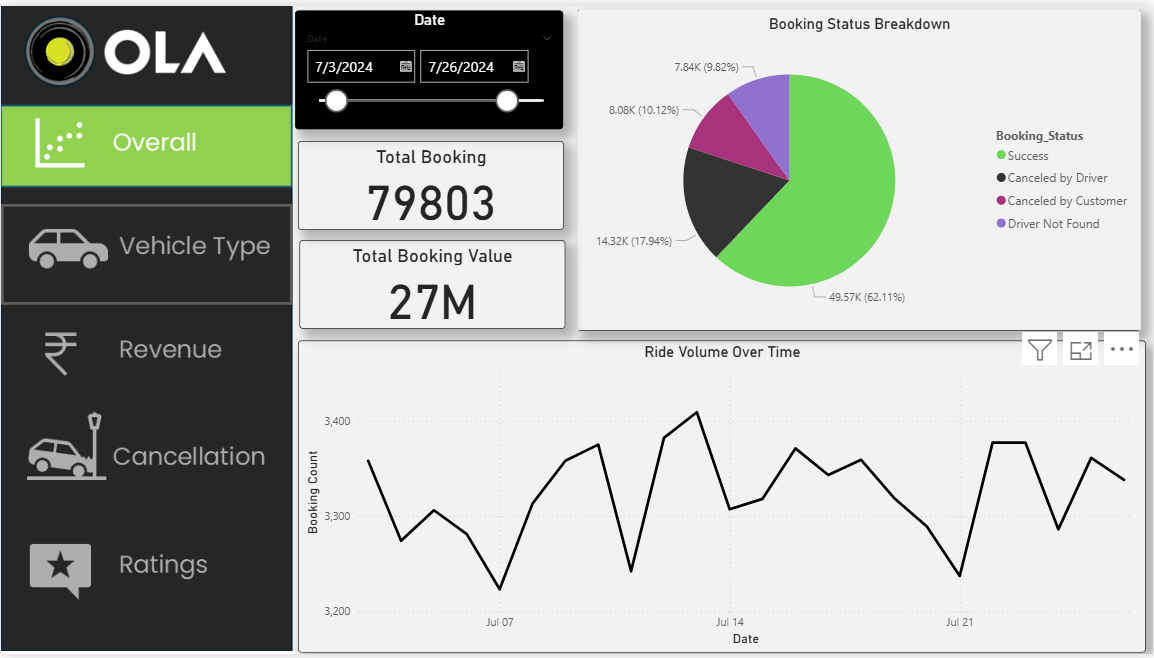 OLA
Overall
Vehicle Type
Revenue
Cancellation
Ratings
Date
Date
7/3/2024
7/26/2024
Total Booking
79803
Total Booking Value
27M
Booking Status Breakdown
7.84K (9.82%)
8.08K (10.12%)
14.32K (17.94%)
49.57K (62.11%)
Booking_Status
Success
Canceled by Driver
Canceled by Customer
Driver Not Found
Ride Volume Over Time
Booking Count
3,400
3,300
3,200
Jul 07
Jul 14
Jul 21
Date